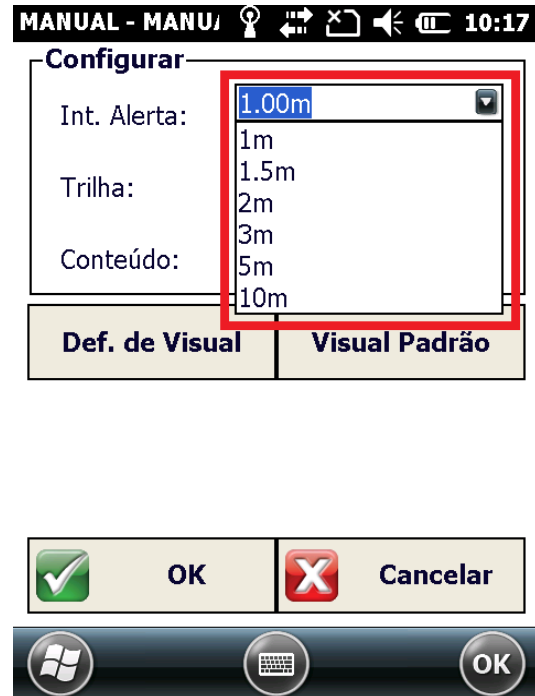 MANUAL - MANU 10:17
Configurar
Int. Alerta:
1.00m
1m
1.5m
Trilha:
2m
3m
Conteúdo:
5m
10m
Def. de Visual
Visual Padrão
OK
Cancelar
OK